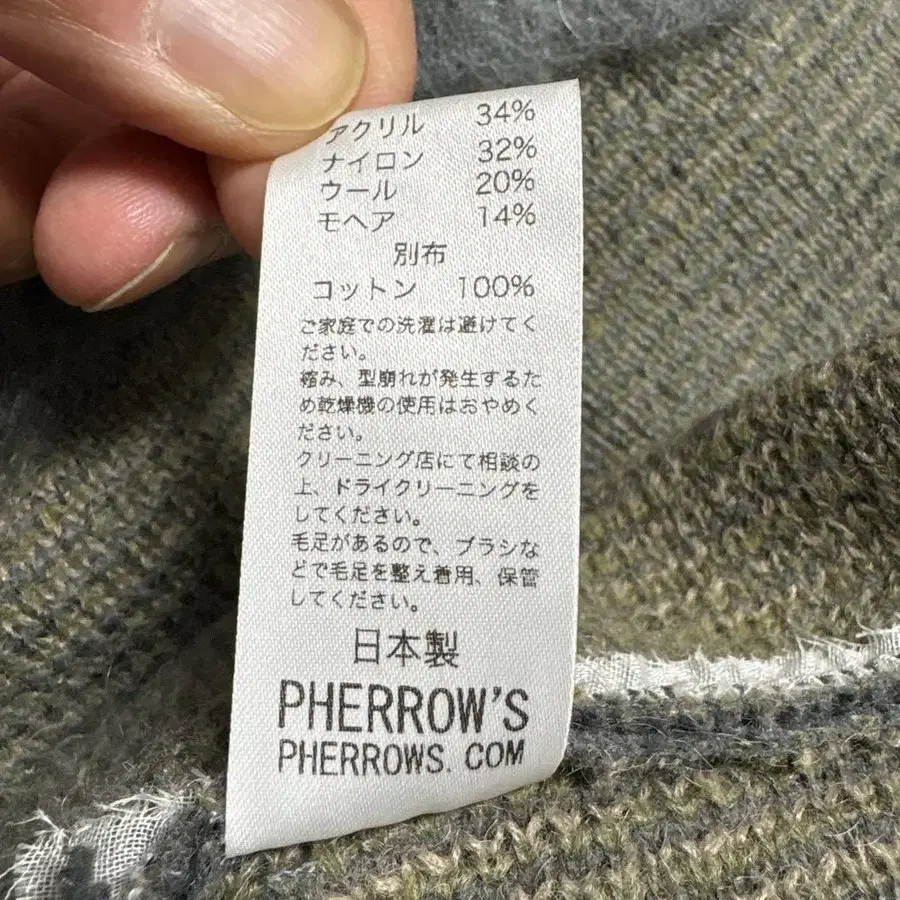 アクリル 34%
ナイロン 32%
ウール 20%
モヘア 14%
別布
コットン 100%
ご家庭での洗濯は避けてく
ださい。
縮み、型崩れが発生するた
め乾燥機の使用はおやめく
ださい。
クリーニング店にて相談の
上、ドライクリーニングを
してください。
毛足があるので、ブラシな
どで毛足を整え着用、保管
してください。
日本製
PHERROW'S
PHERROWS. COM